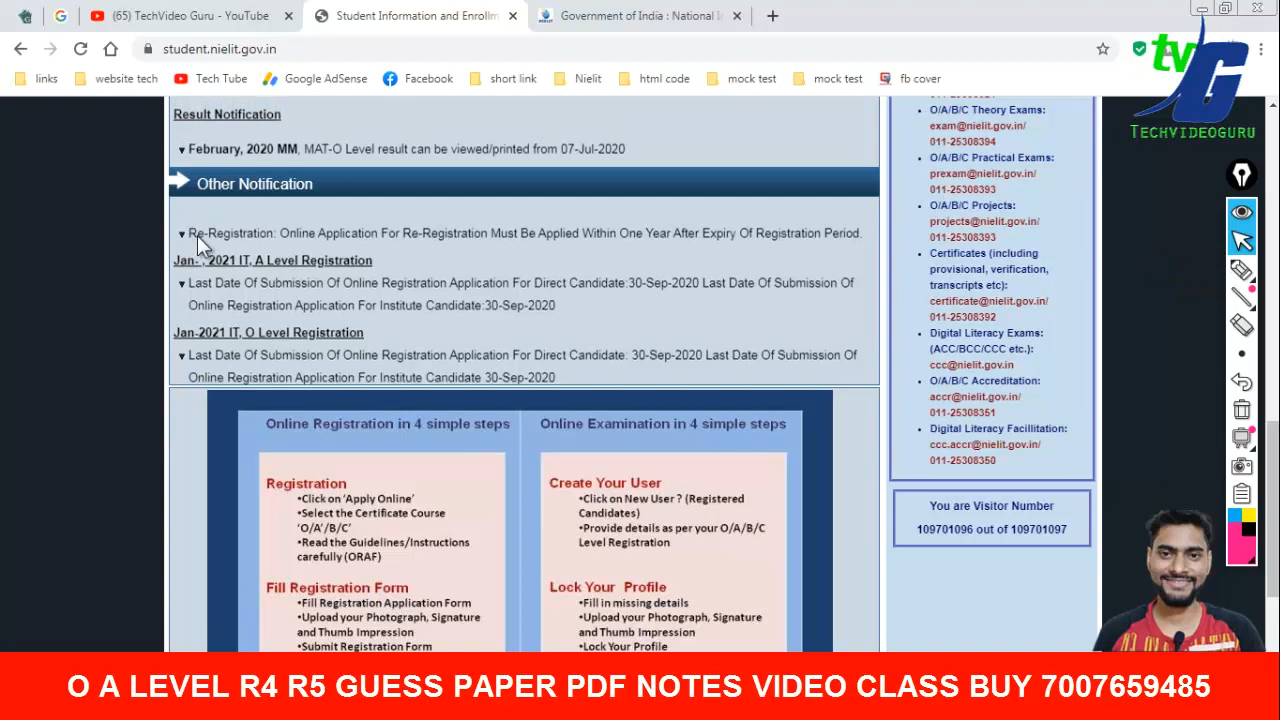 (65) TechVideo Guru - YouTube
Student Information and Enrollm
Government of India : National I
student.nielit.gov.in
links
website tech
Tech Tube
Google AdSense
Facebook
short link
Nielit
html code
mock test
mock test
fb cover
tv G
TECHVIDEOGURU
Result Notification
February, 2020 MM, MAT-O Level result can be viewed/printed from 07-Jul-2020
Other Notification
Re-Registration: Online Application For Re-Registration Must Be Applied Within One Year After Expiry Of Registration Period.
Jan- , 2021 IT, A Level Registration
Last Date Of Submission Of Online Registration Application For Direct Candidate:30-Sep-2020 Last Date Of Submission Of
Online Registration Application For Institute Candidate:30-Sep-2020
Jan-2021 IT, O Level Registration
Last Date Of Submission Of Online Registration Application For Direct Candidate: 30-Sep-2020 Last Date Of Submission Of
Online Registration Application For Institute Candidate 30-Sep-2020
Online Registration in 4 simple steps
Registration
•Click on ‘Apply Online’
•Select the Certificate Course
‘O/A’/B/C’
•Read the Guidelines/Instructions
carefully (ORAF)
Fill Registration Form
•Fill Registration Application Form
•Upload your Photograph, Signature
and Thumb Impression
•Submit Registration Form
Online Examination in 4 simple steps
Create Your User
•Click on New User ? (Registered
Candidates)
•Provide details as per your O/A/B/C
Level Registration
Lock Your Profile
•Fill in missing details
•Upload your Photograph, Signature
and Thumb Impression
•Lock Your Profile
O/A/B/C Theory Exams:
exam@nielit.gov.in/
011-25308394
O/A/B/C Practical Exams:
prexam@nielit.gov.in/
011-25308393
O/A/B/C Projects:
projects@nielit.gov.in/
011-25308393
Certificates (including
provisional, verification,
transcripts etc):
certificate@nielit.gov.in/
011-25308392
Digital Literacy Exams:
(ACC/BCC/CCC etc.):
ccc@nielit.gov.in
O/A/B/C Accreditation:
accr@nielit.gov.in/
011-25308351
Digital Literacy Facillitation:
ccc.accr@nielit.gov.in/
011-25308350
You are Visitor Number
109701096 out of 109701097
O A LEVEL R4 R5 GUESS PAPER PDF NOTES VIDEO CLASS BUY 7007659485